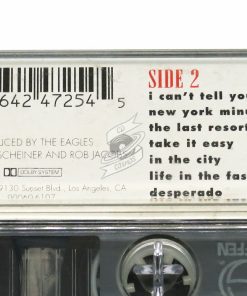 642 47254 5
SIDE 2
i can't tell you
new york minu
the last resor
take it easy
in the city
life in the fas
desperado
UCED BY THE EAGLES
SCHEINER AND ROB JAC
DOLBY SYSTEM
9130 Sunset Blvd., Los Angeles, CA